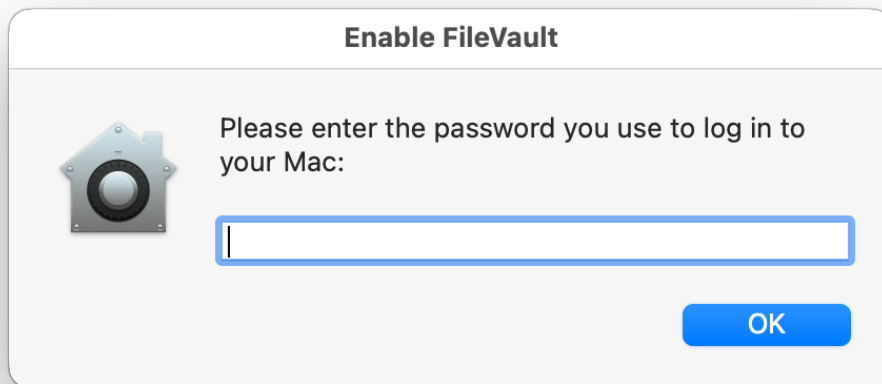 Enable FileVault
Please enter the password you use to log in to
your Mac:
OK